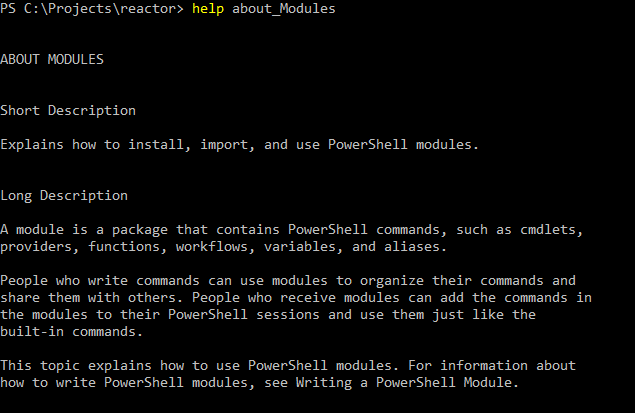 PS C:\Projects\reactor> help about_Modules
ABOUT MODULES
Short Description
Explains how to install, import, and use PowerShell modules.
Long Description
A module is a package that contains PowerShell commands, such as cmdlets,
providers, functions, workflows, variables, and aliases.
People who write commands can use modules to organize their commands and
share them with others. People who receive modules can add the commands in
the modules to their PowerShell sessions and use them just like the
built-in commands.
This topic explains how to use PowerShell modules. For information about
how to write PowerShell modules, see Writing a PowerShell Module.